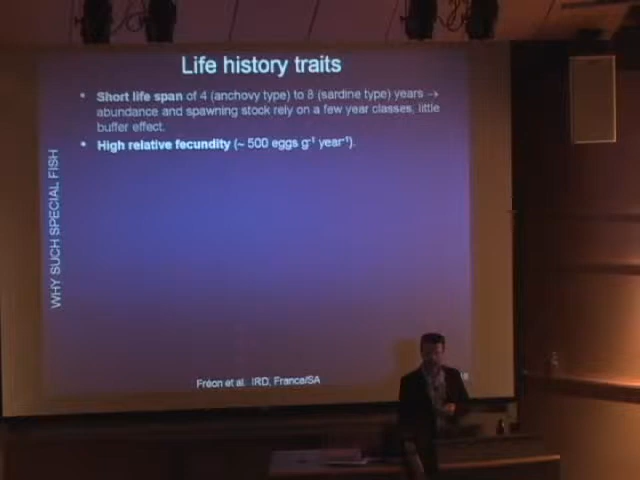 Life history traits
• Short life span of 4 (anchovy type) to 8 (sardine type) years →
abundance and spawning stock rely on a few year classes, little
buffer effect.
• High relative fecundity (~ 500 eggs g⁻¹ year⁻¹).
WHY SUCH SPECIAL FISH
Fréon et al. IRD, France/SA